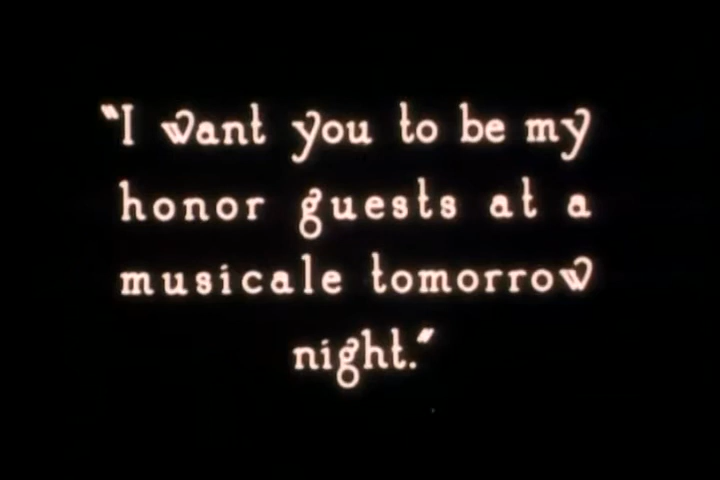 "I want you to be my
honor guests at a
musicale tomorrow
night."